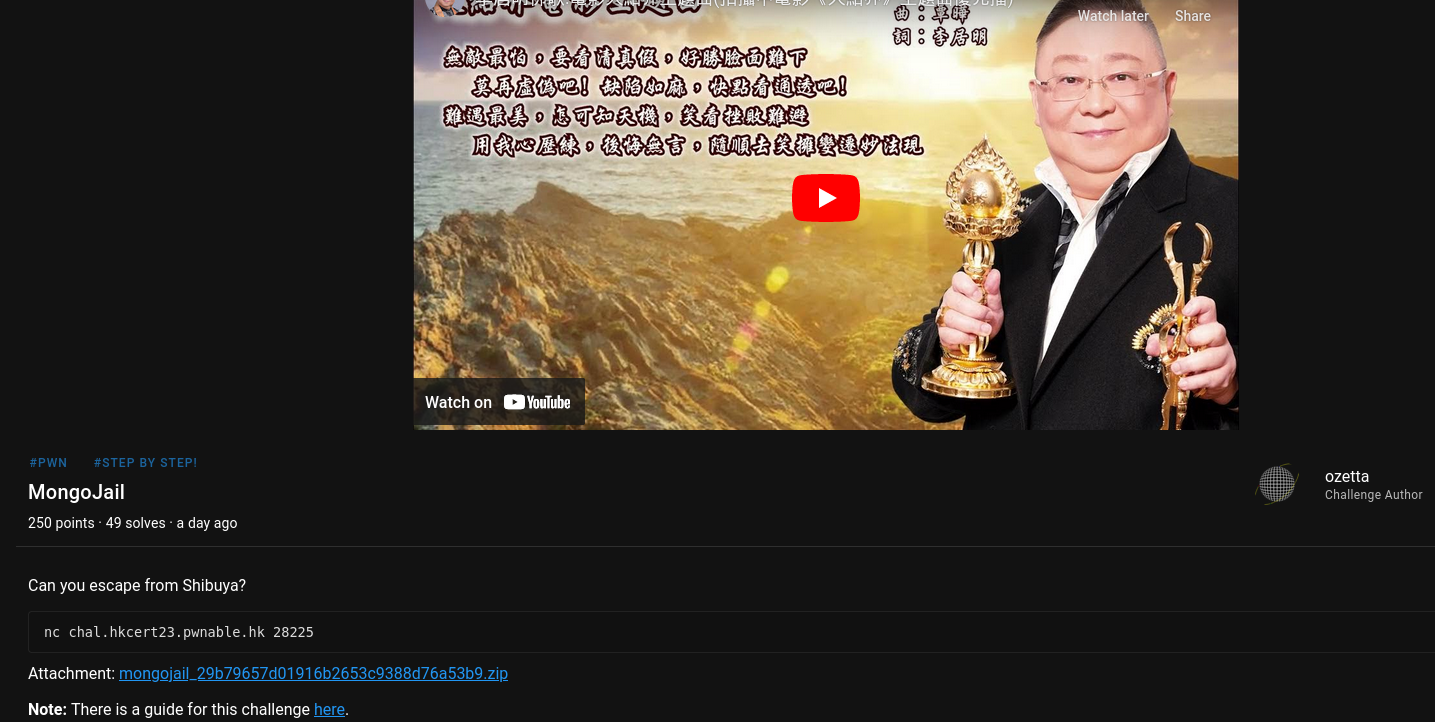 Watch later
Share
曲：單曄
詞：李居明
無敵最怕，要看清真假，好勝臉面難下
莫再虛偽吧！缺陷如麻，快點看通透吧！
難遇最美，怎可知天機，笑看挫敗難避
用我心歷練，後悔無言，隨順去笑擁變遷妙法現
Watch on YouTube
#PWN #STEP BY STEP!
MongoJail
250 points · 49 solves · a day ago
ozetta
Challenge Author
Can you escape from Shibuya?
nc chal.hkcert23.pwnable.hk 28225
Attachment: mongojail_29b79657d01916b2653c9388d76a53b9.zip
Note: There is a guide for this challenge here.